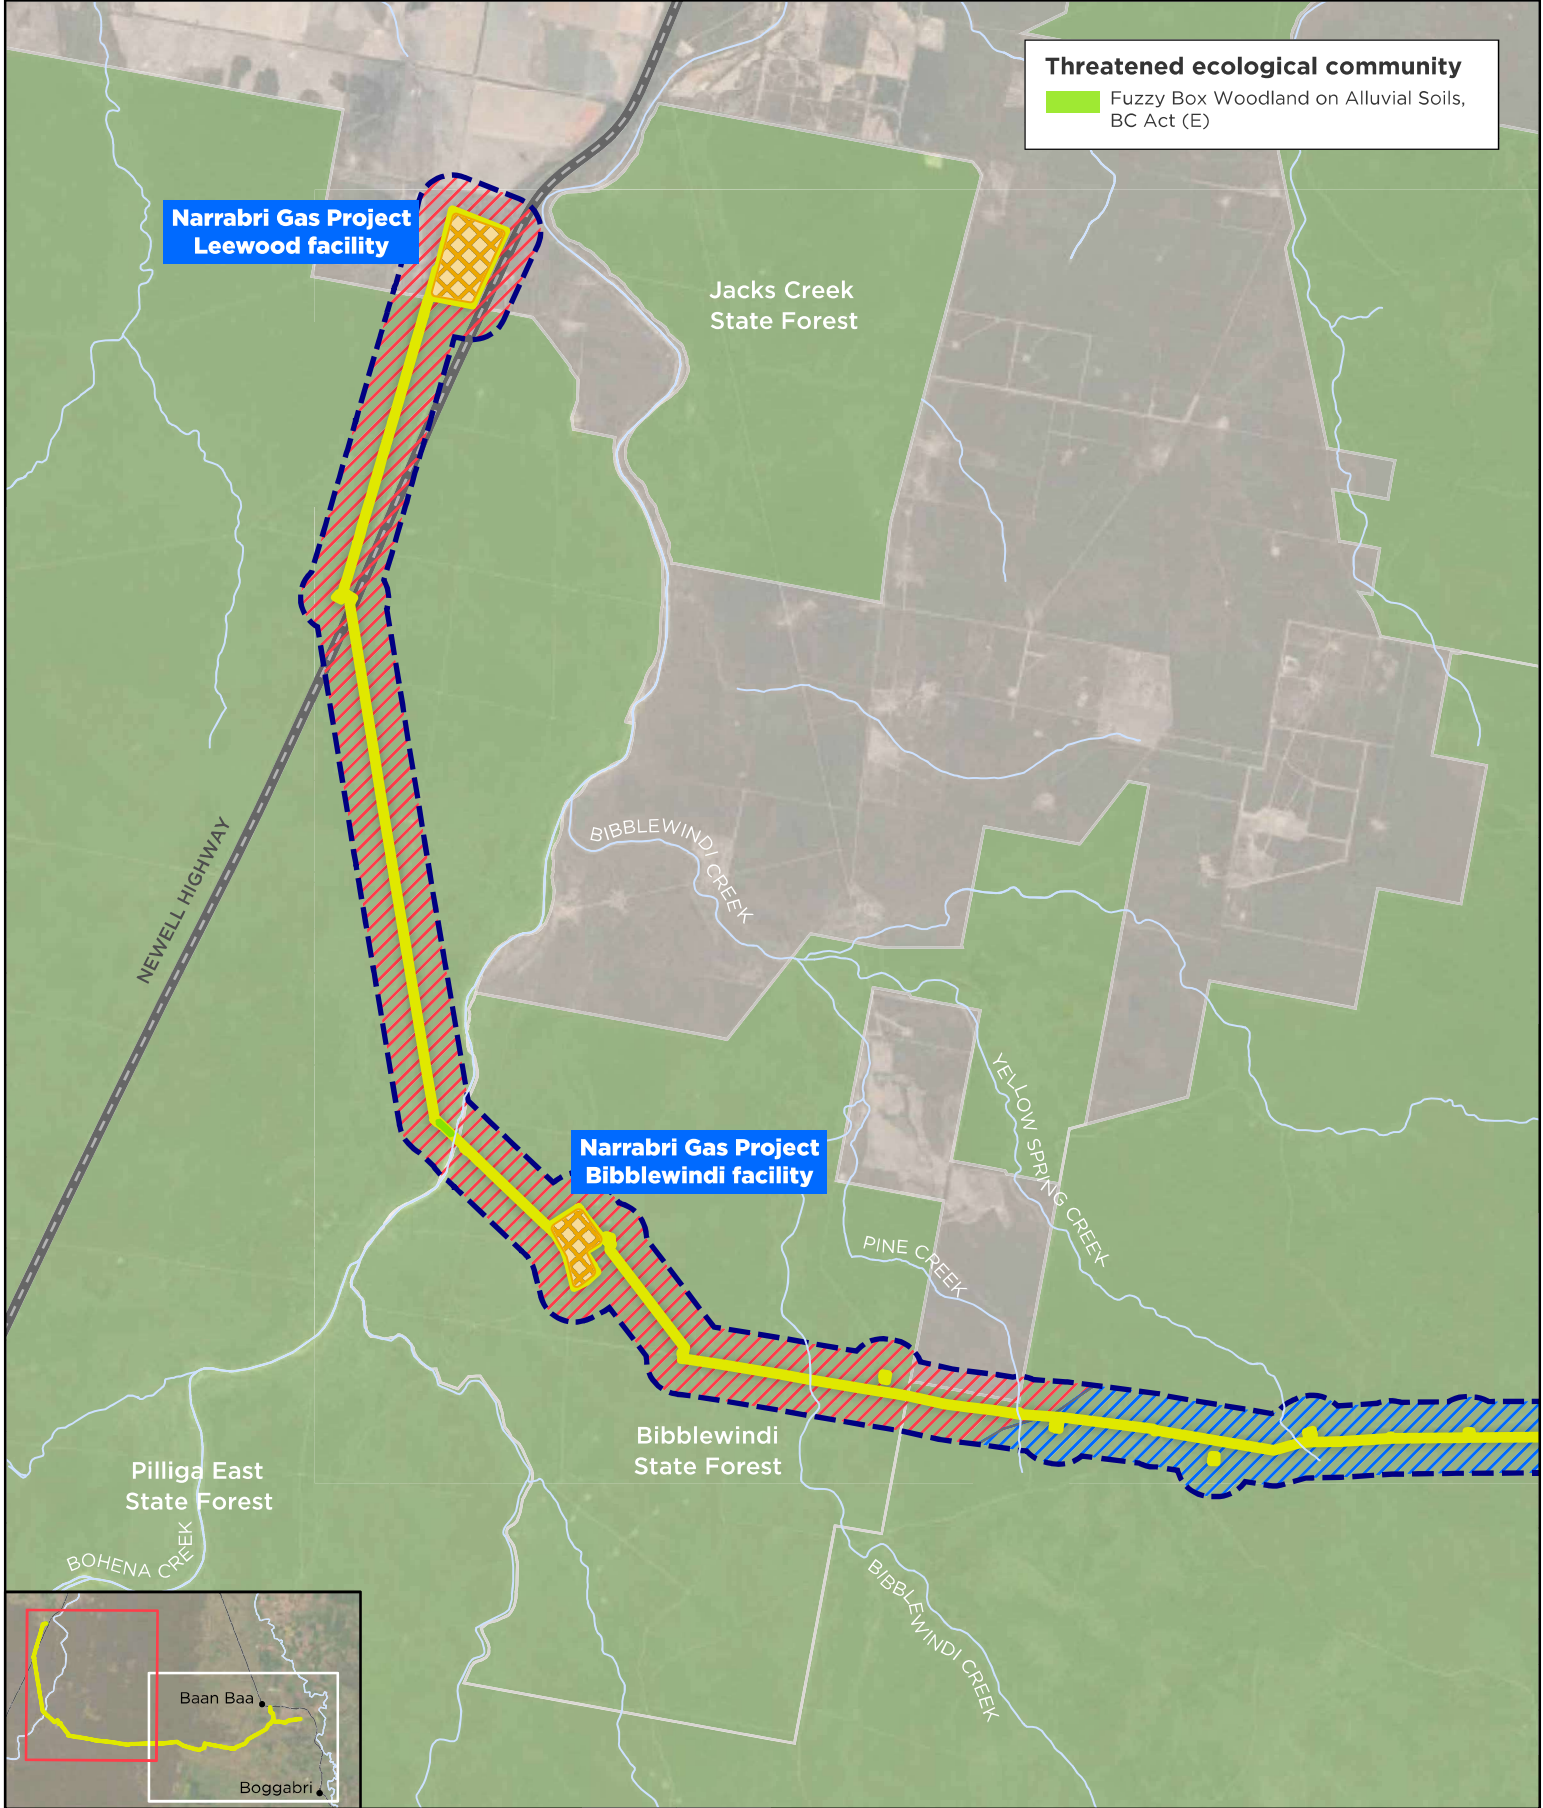 Threatened ecological community
Fuzzy Box Woodland on Alluvial Soils,
BC Act (E)
Narrabri Gas Project
Leewood facility
Jacks Creek
State Forest
NEWELL HIGHWAY
BIBBLEWINDI CREEK
YELLOW SPRING CREEK
Narrabri Gas Project
Bibblewindi facility
PINE CREEK
Bibblewindi
State Forest
Pilliga East
State Forest
BOHENA CREEK
BIBBLEWINDI CREEK
Baan Baa
Boggabri